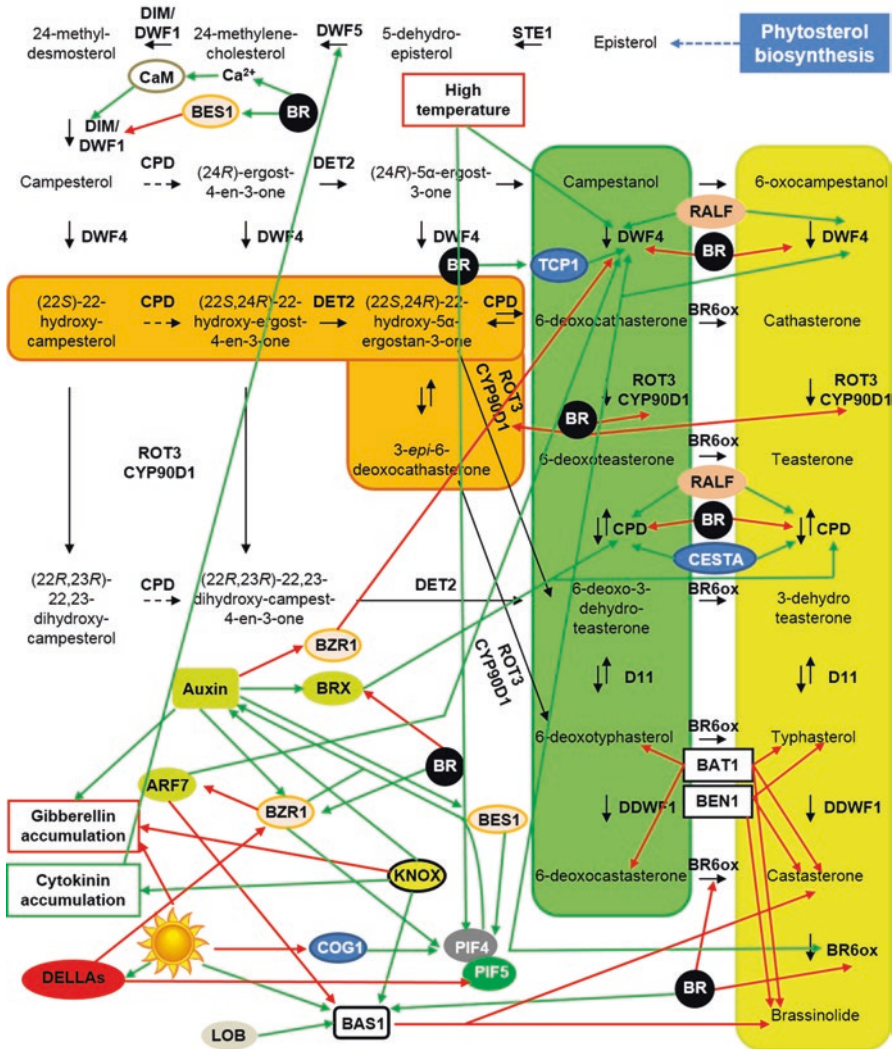 24-methyl-
desmosterol
DIM/
DWF1
24-methylene-
cholesterol
DWF5
5-dehydro-
episterol
STE1
Episterol
Phytosterol
biosynthesis
CaM
Ca²⁺
BES1
BR
High
temperature
DIM/
DWF1
Campesterol
CPD
(24R)-ergost-
4-en-3-one
DET2
(24R)-5α-ergost-
3-one
Campestanol
6-oxocampestanol
RALF
DWF4
DWF4
DWF4
BR
TCP1
DWF4
BR
DWF4
(22S)-22-
hydroxy-
campesterol
CPD
(22S,24R)-22-
hydroxy-ergost-
4-en-3-one
DET2
(22S,24R)-22-
hydroxy-5α-
ergostan-3-one
CPD
6-deoxocathasterone
BR6ox
Cathasterone
ROT3
CYP90D1
ROT3
CYP90D1
BR
ROT3
CYP90D1
3-epi-6-
deoxocathasterone
6-deoxoteasterone
BR6ox
Teasterone
ROT3
CYP90D1
RALF
CPD
BR
CPD
CESTA
(22R,23R)-
22,23-
dihydroxy-
campesterol
CPD
(22R,23R)-22,23-
dihydroxy-campest-
4-en-3-one
DET2
6-deoxo-3-
dehydro-
teasterone
BR6ox
3-dehydro
teasterone
BZR1
ROT3
CYP90D1
Auxin
BRX
D11
D11
6-deoxotyphasterol
BR6ox
Typhasterol
BR
BAT1
ARF7
BZR1
BES1
BEN1
DDWF1
DDWF1
Gibberellin
accumulation
Cytokinin
accumulation
KNOX
6-deoxocastasterone
BR6ox
Castasterone
COG1
PIF4
PIF5
BR6ox
DELLAs
BR
LOB
BAS1
Brassinolide